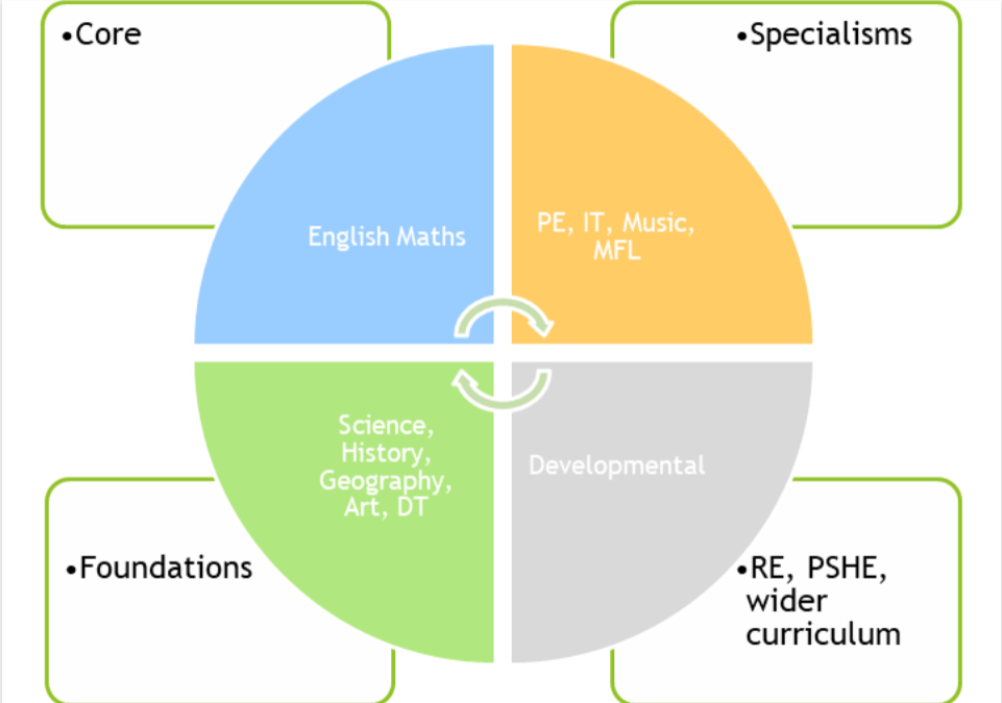 •Core
•Specialisms
English Maths
PE, IT, Music,
MFL
Science,
History,
Geography,
Art, DT
Developmental
•Foundations
•RE, PSHE,
wider
curriculum